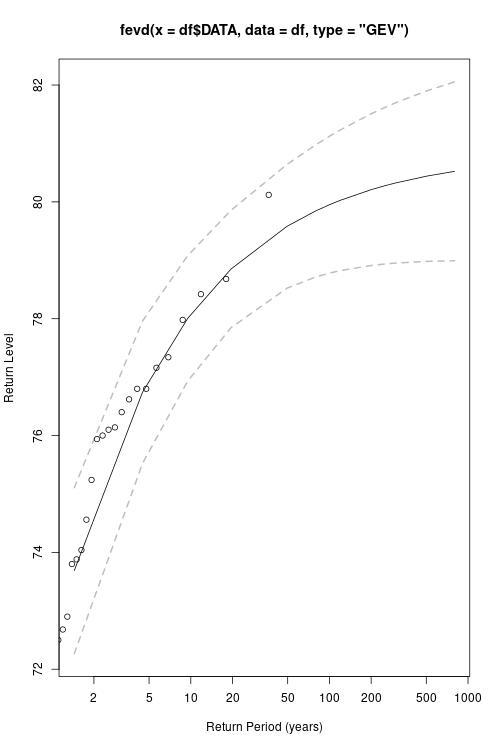 fevd(x = df$DATA, data = df, type = "GEV")
82
80
78
76
74
72
Return Level
2 5 10 20 50 100 200 500 1000
Return Period (years)